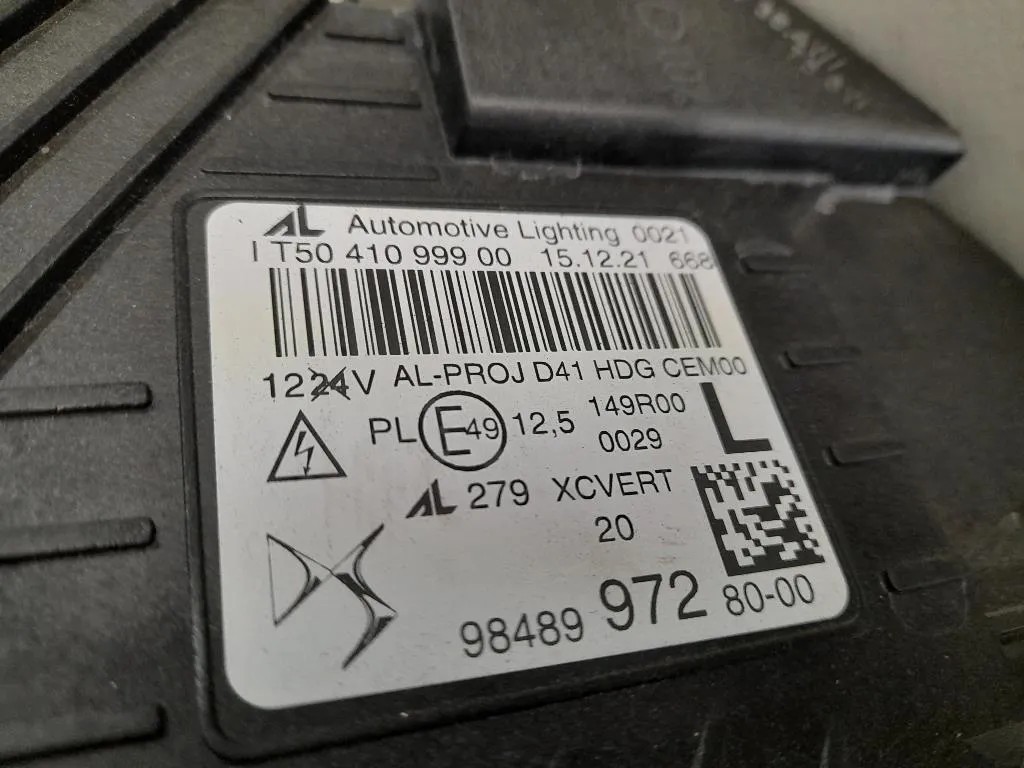 AL Automotive Lighting 0021
I T50 410 999 00 15.12.21 668
1224V AL-PROJ D41 HDG CEM00
PL E49 12,5 149R00 L
0029
AL 279 XCVERT
20
98489 972 80-00